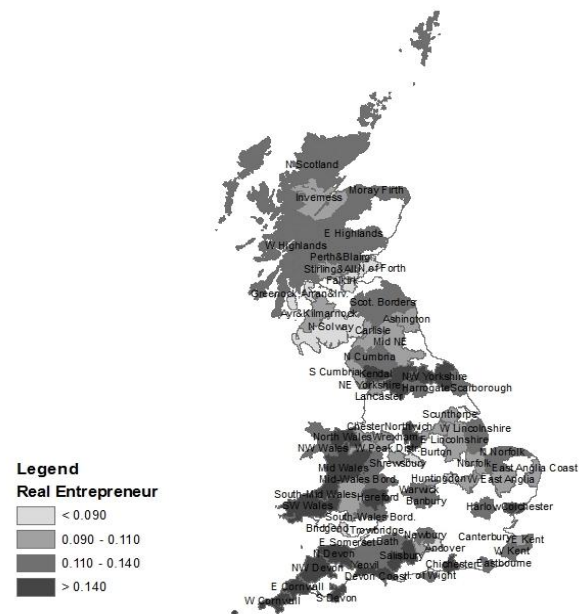 N Scotland
Inverness
Moray Firth
E Highlands
W Highlands
Perth&Blairg
Stirling&All N of Forth
Falkirk
Greenock Arran&Irv.
Scot. Borders
Ayr&Kilmarnock
Ashington
N Solway
Carlisle
Mid NE
N Cumbria
S Cumbria Kendal
NW Yorkshire
NE Yorkshire
Harrogate Scarborough
Lancaster
Scunthorpe
Chester Northwich
W Lincolnshire
North Wales Wrexham
E Lincolnshire
NW Wales
W Peak Distr.
Burton
N Norfolk
Shrewsbury
Norfolk
East Anglia Coast
Mid Wales
Mid-Wales Bord.
Huntingdon
W East Anglia
South-Mid Wales
Hereford
Warwick
Banbury
SW Wales
Harlow Colchester
South-Wales Bord.
Bridgend
Trowbridge
Newbury
Canterbury
E Kent
E Somerset Bath
Andover
W Kent
N Devon
Salisbury
Eastbourne
NW Devon
Yeovil
Chichester
Devon Coast
I. of Wight
E Cornwall
S Devon
W Cornwall
Legend
Real Entrepreneur
< 0.090
0.090 - 0.110
0.110 - 0.140
> 0.140